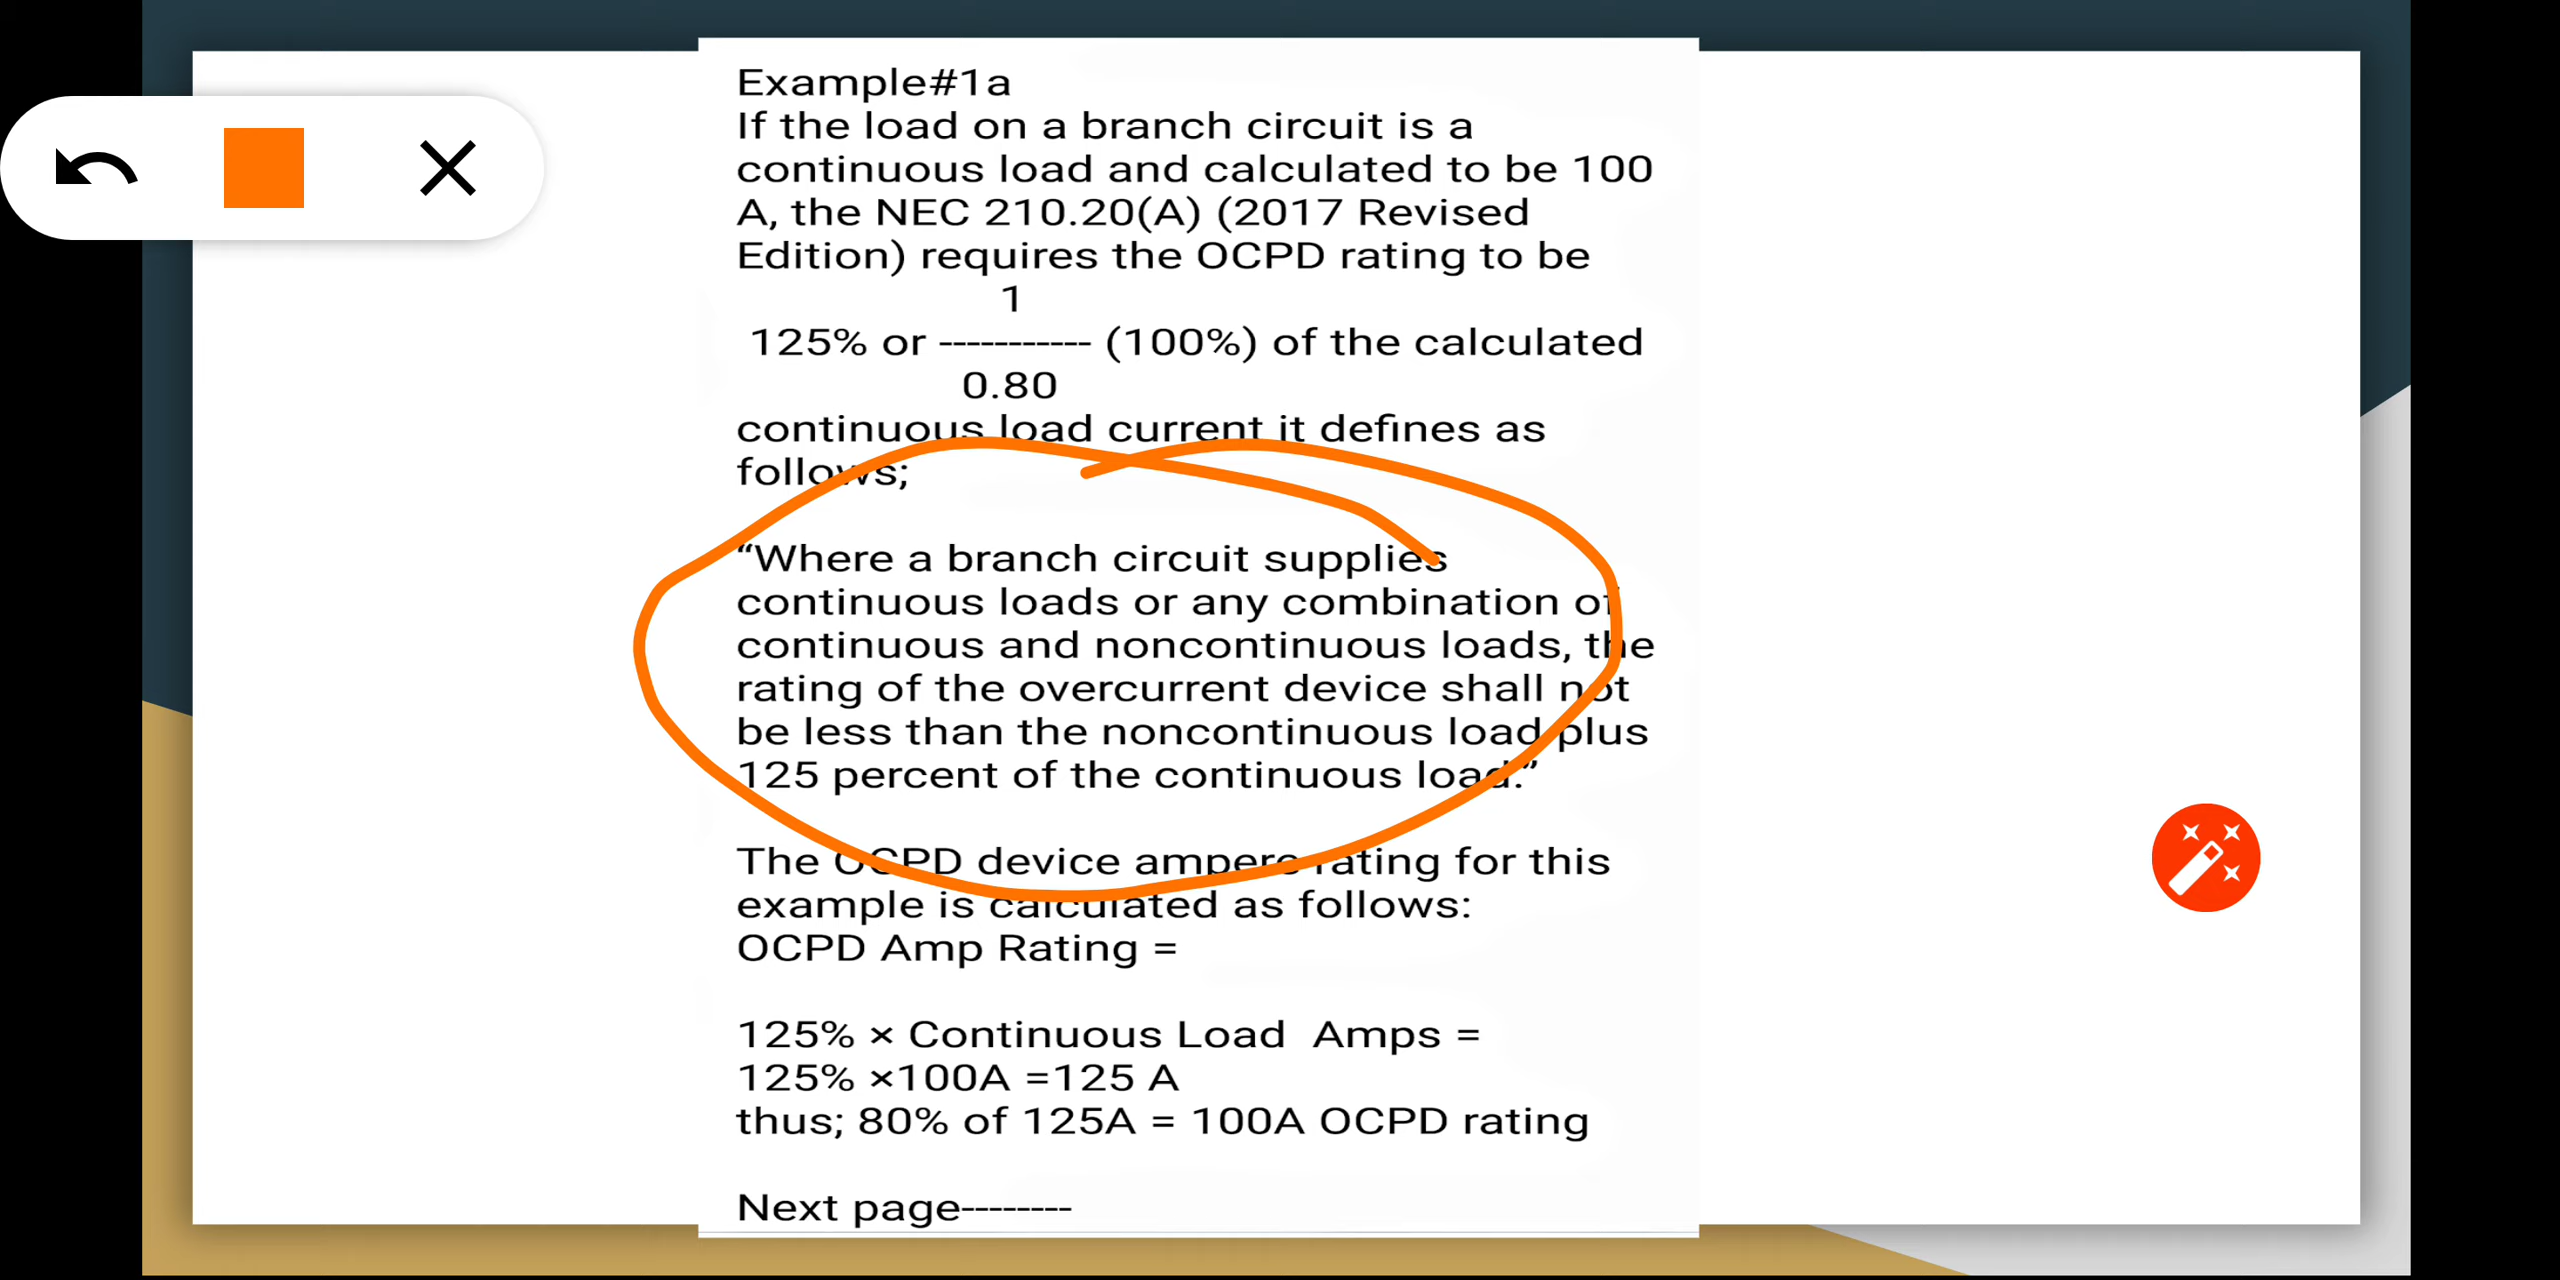 Example#1a
If the load on a branch circuit is a
continuous load and calculated to be 100
A, the NEC 210.20(A) (2017 Revised
Edition) requires the OCPD rating to be
1
125% or ----------- (100%) of the calculated
0.80
continuous load current it defines as
follows;
“Where a branch circuit supplies
continuous loads or any combination of
continuous and noncontinuous loads, the
rating of the overcurrent device shall not
be less than the noncontinuous load plus
125 percent of the continuous load.”
The OCPD device ampere rating for this
example is calculated as follows:
OCPD Amp Rating =
125% × Continuous Load  Amps =
125% ×100A =125 A
thus; 80% of 125A = 100A OCPD rating
Next page--------